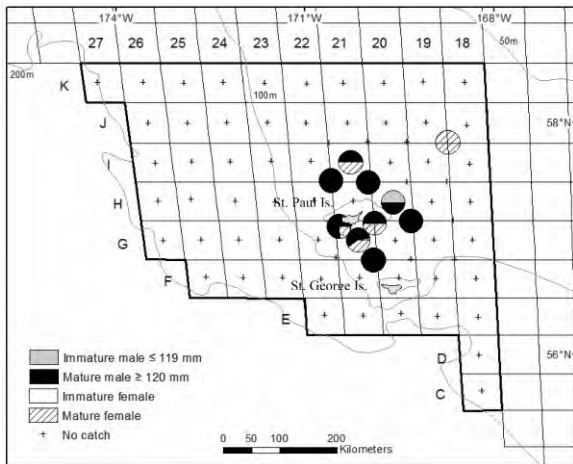 174°W 171°W 168°W
27 26 25 24 23 22 21 20 19 18 50m
200m
K
100m
J
58°N
I
H
St. Paul Is.
G
F
St. George Is.
E
Immature male ≤ 119 mm
Mature male ≥ 120 mm
Immature female
Mature female
No catch
D
56°N
C
0 50 100 200
Kilometers